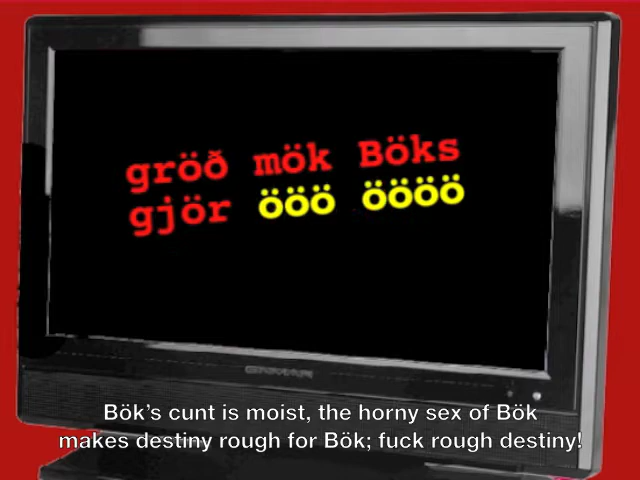 gröð mök Böks
gjör ööö öööö
Bök’s cunt is moist, the horny sex of Bök
makes destiny rough for Bök; fuck rough destiny!